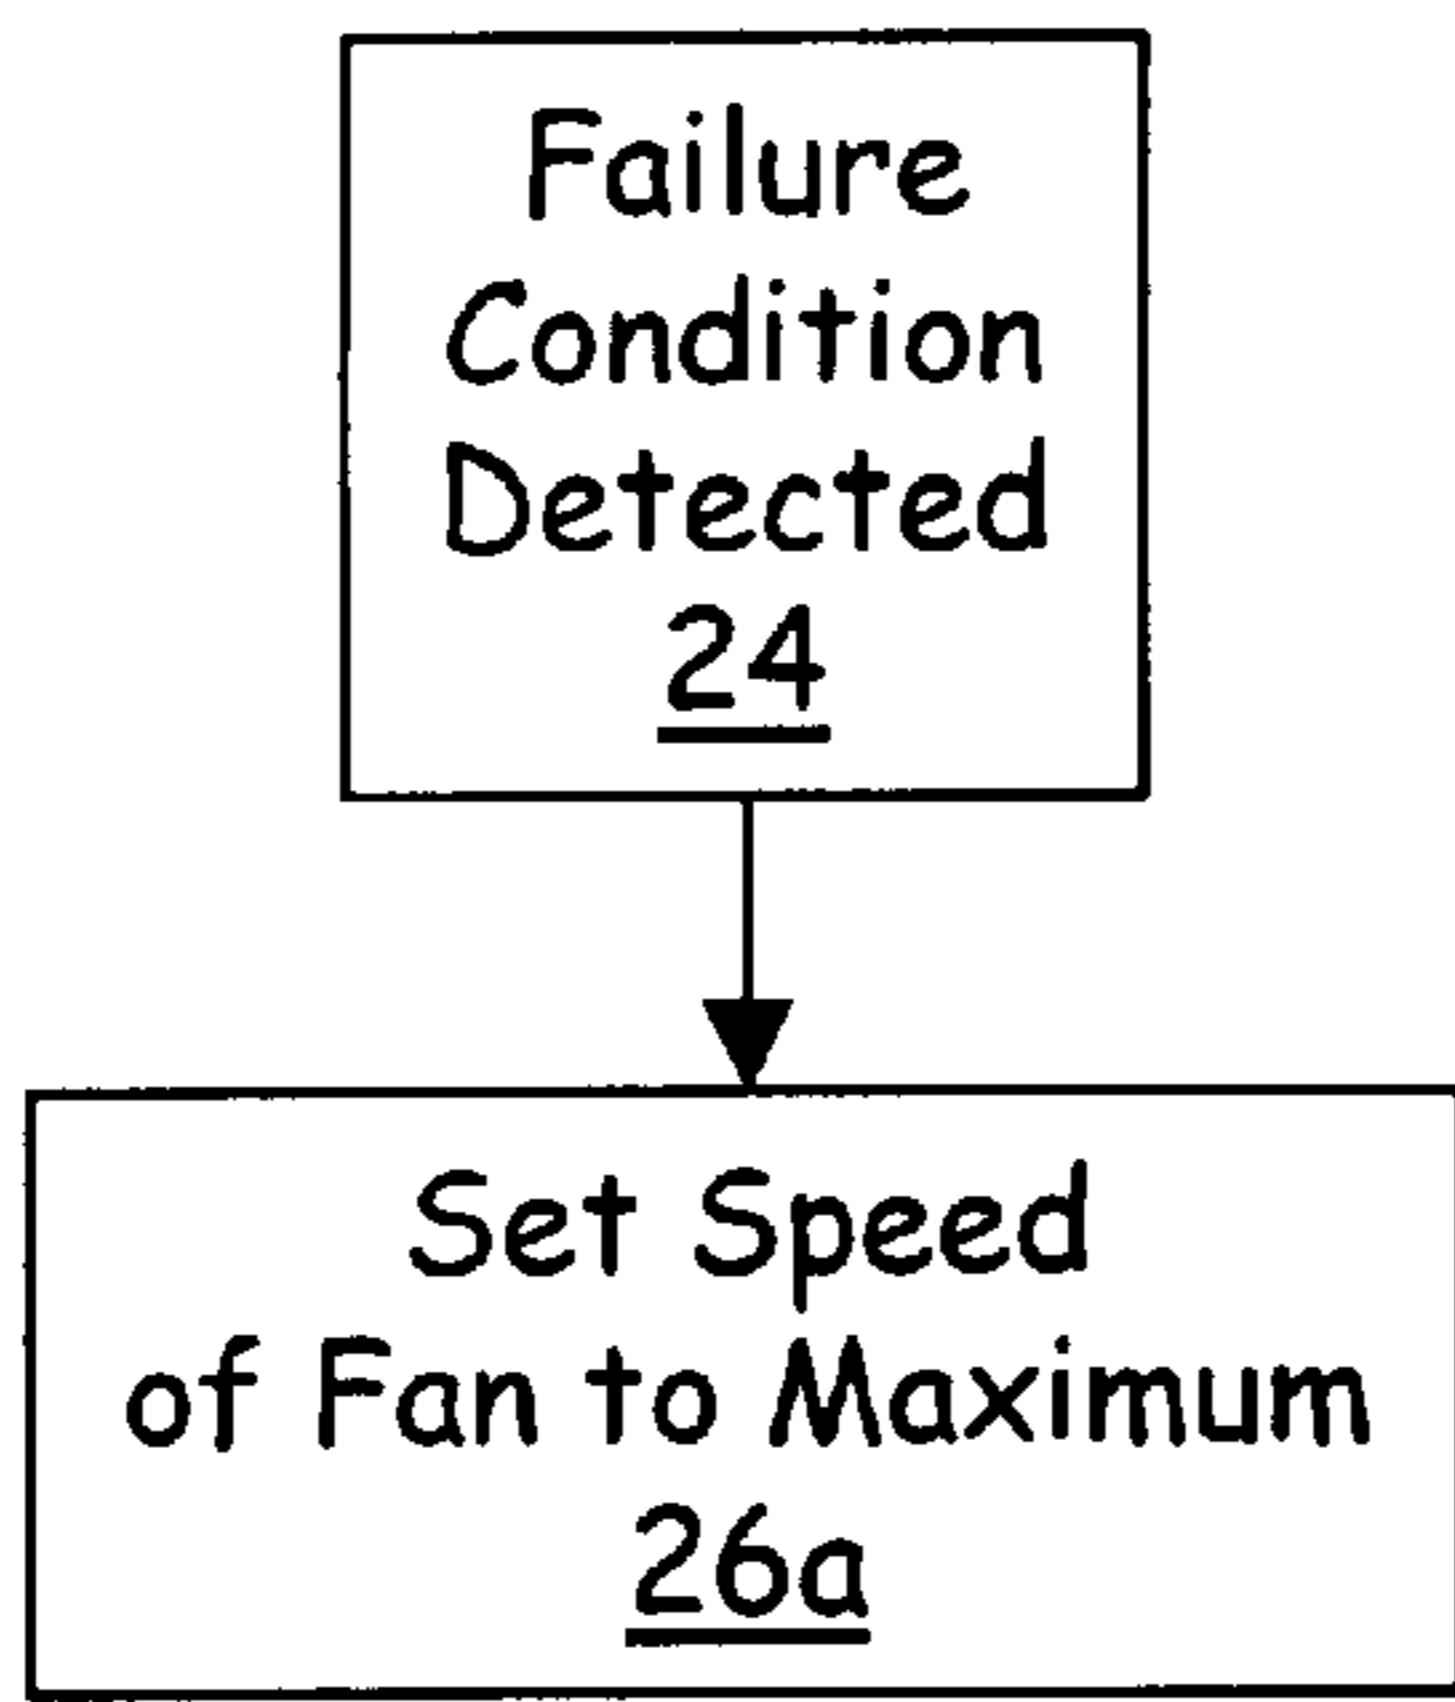 Failure
Condition
Detected
24
Set Speed
of Fan to Maximum
26a